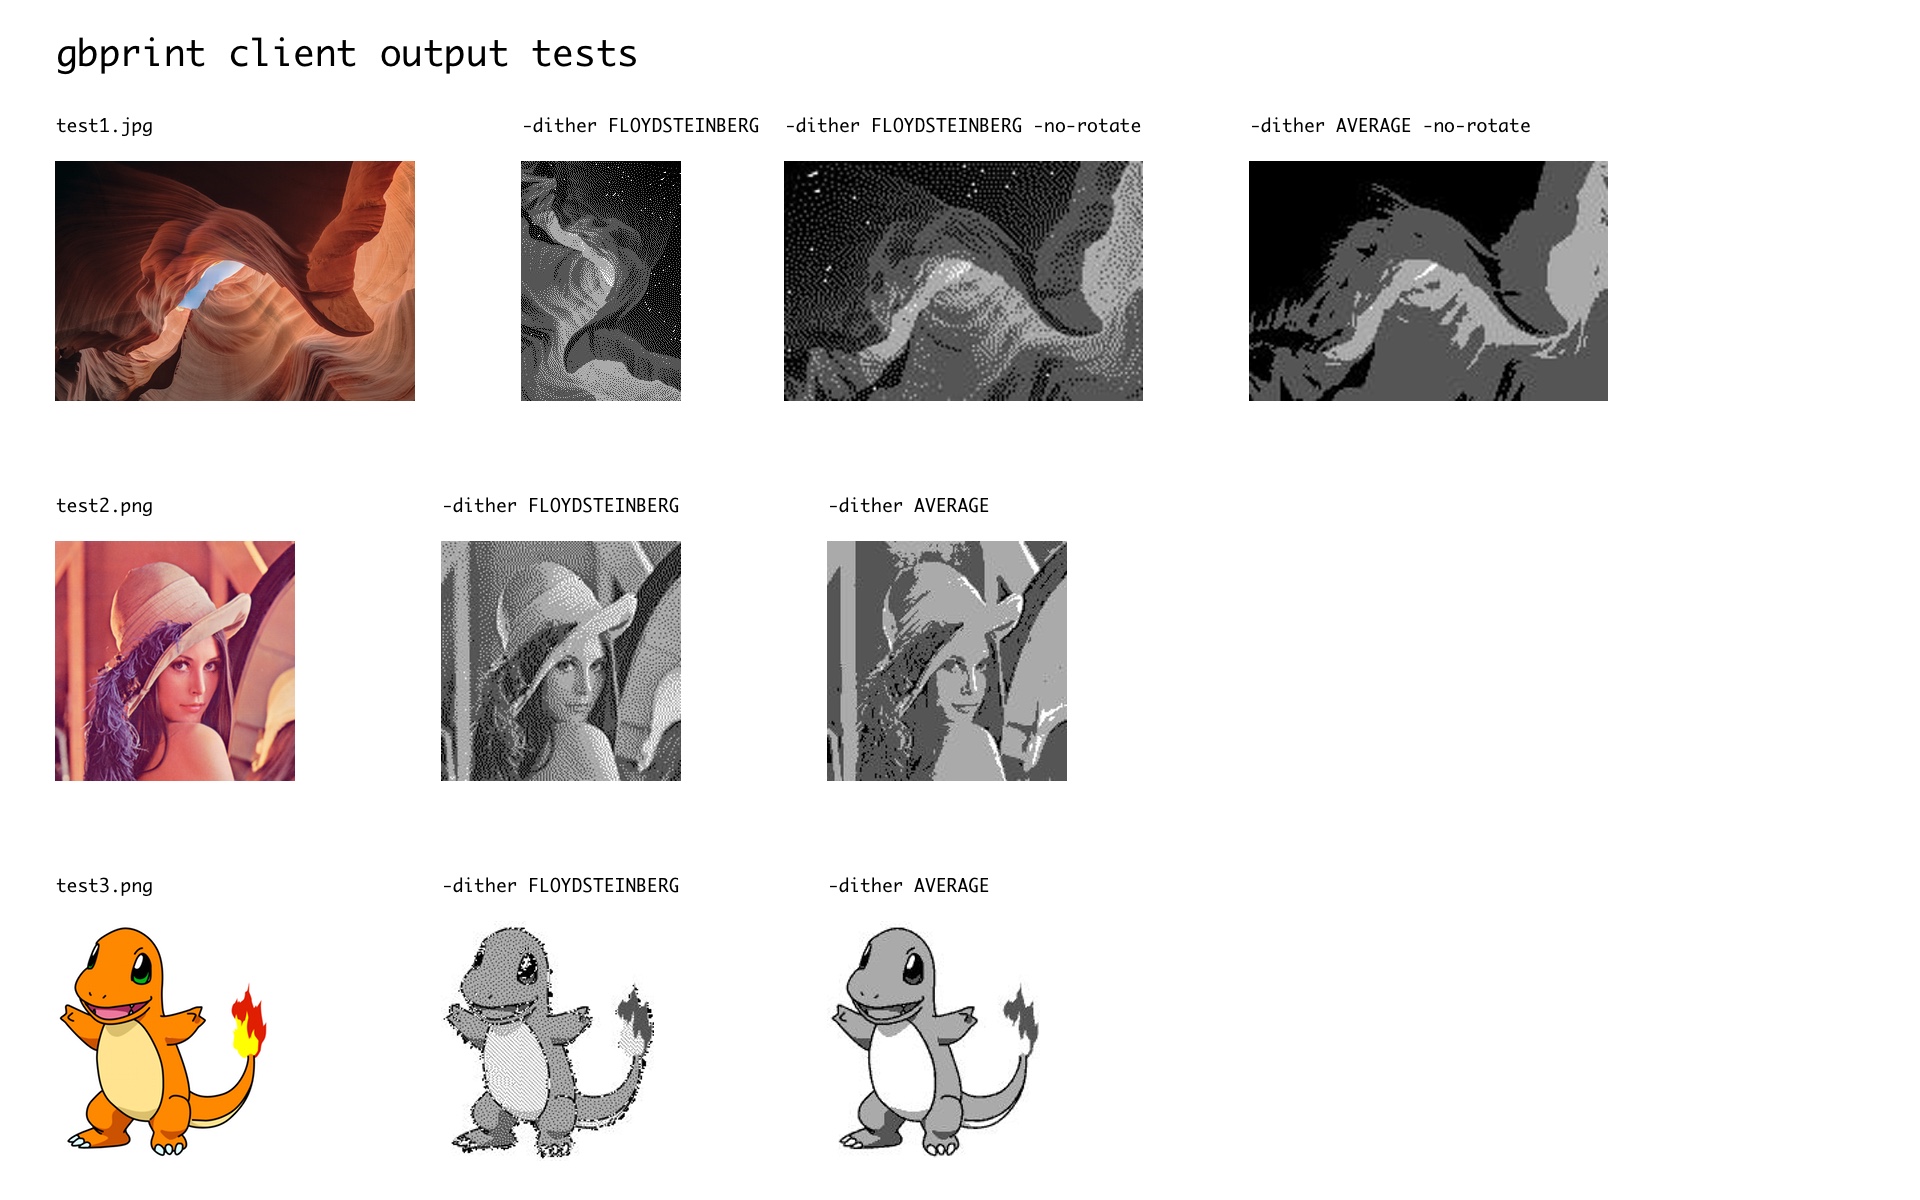 gbprint client output tests
test1.jpg
-dither FLOYDSTEINBERG
-dither FLOYDSTEINBERG -no-rotate
-dither AVERAGE -no-rotate
test2.png
-dither FLOYDSTEINBERG
-dither AVERAGE
test3.png
-dither FLOYDSTEINBERG
-dither AVERAGE